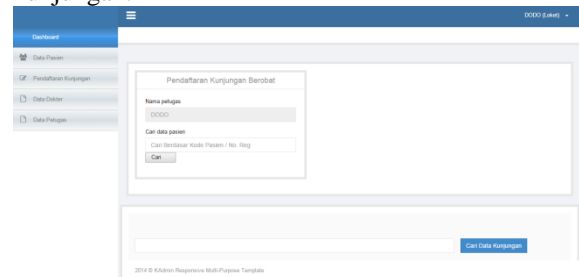 DODO (Loket)
Dashboard
Data Pasien
Pendaftaran Kunjungan
Data Dokter
Data Petugas
Pendaftaran Kunjungan Berobat
Nama petugas
DODO
Cari data pasien
Cari Berdasar Kode Pasien / No. Reg
Cari
Cari Data Kunjungan
2014 © KAdmin Responsive Multi-Purpose Template